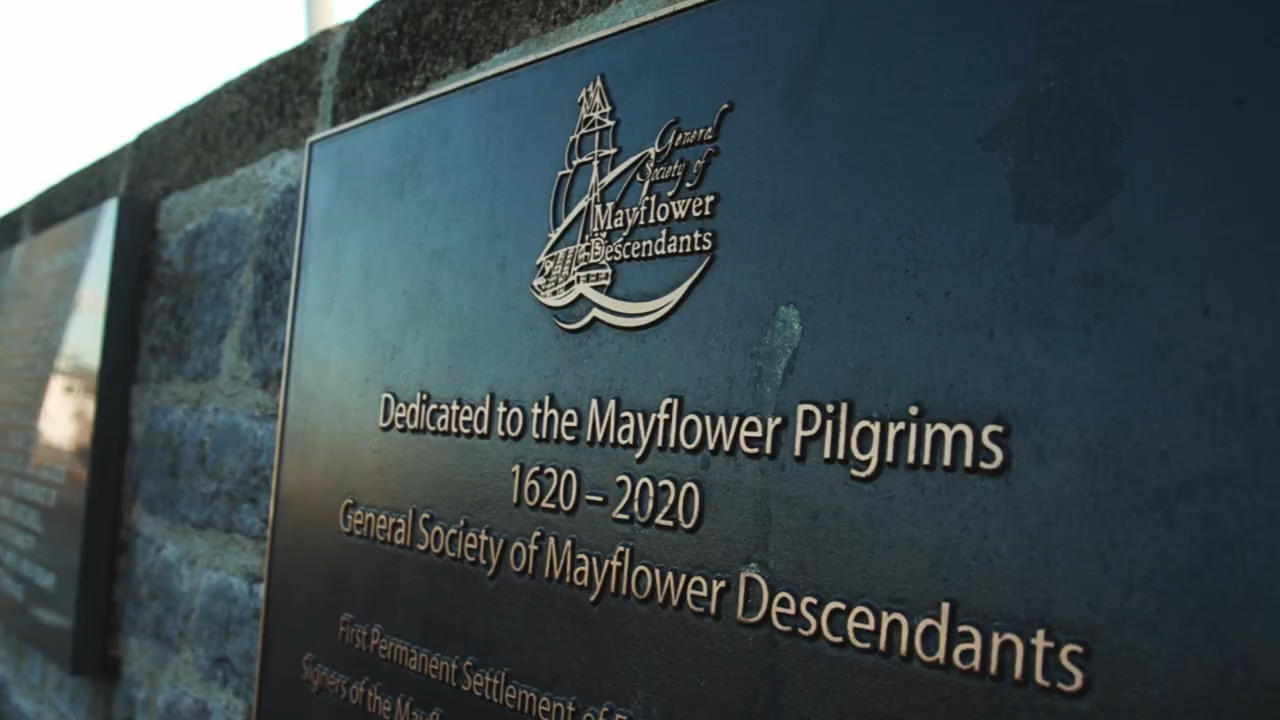 General
Society of
Mayflower
Descendants
Dedicated to the Mayflower Pilgrims
1620 – 2020
General Society of Mayflower Descendants
First Permanent Settlement of
Signers of the